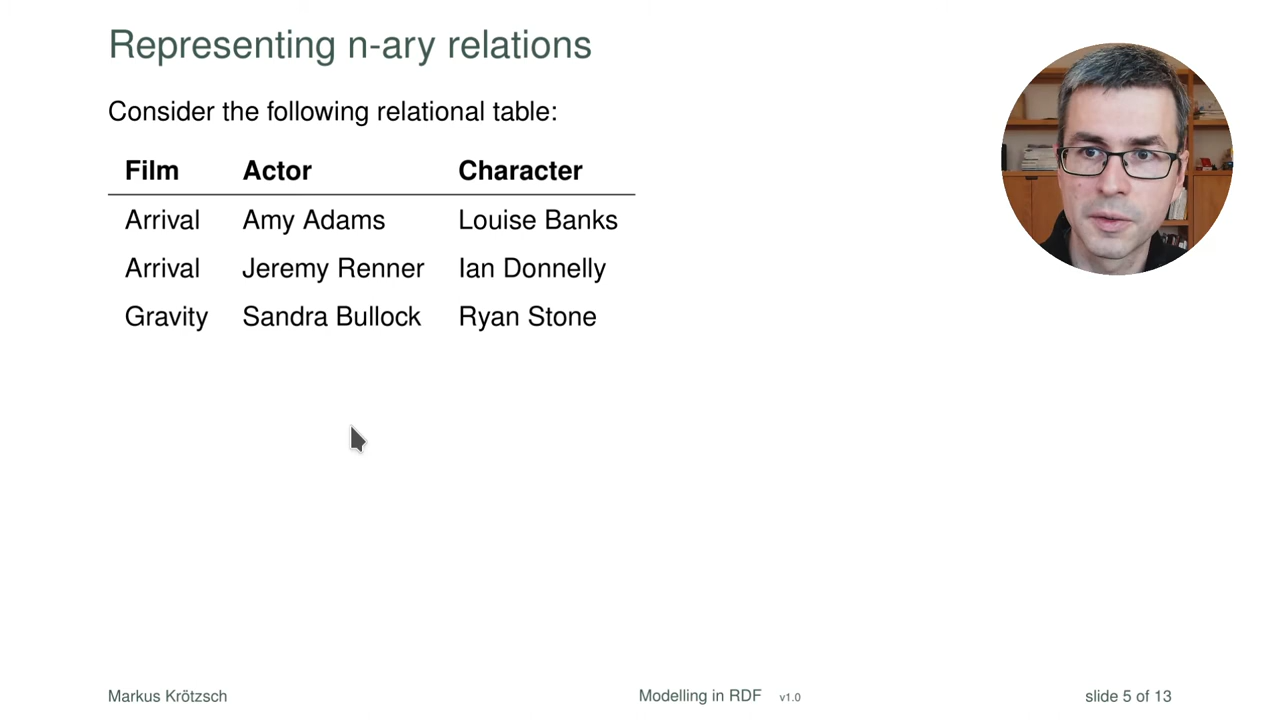 Representing n-ary relations
Consider the following relational table:
Film Actor Character
Arrival Amy Adams Louise Banks
Arrival Jeremy Renner Ian Donnelly
Gravity Sandra Bullock Ryan Stone
Markus Krötzsch Modelling in RDF v1.0 slide 5 of 13